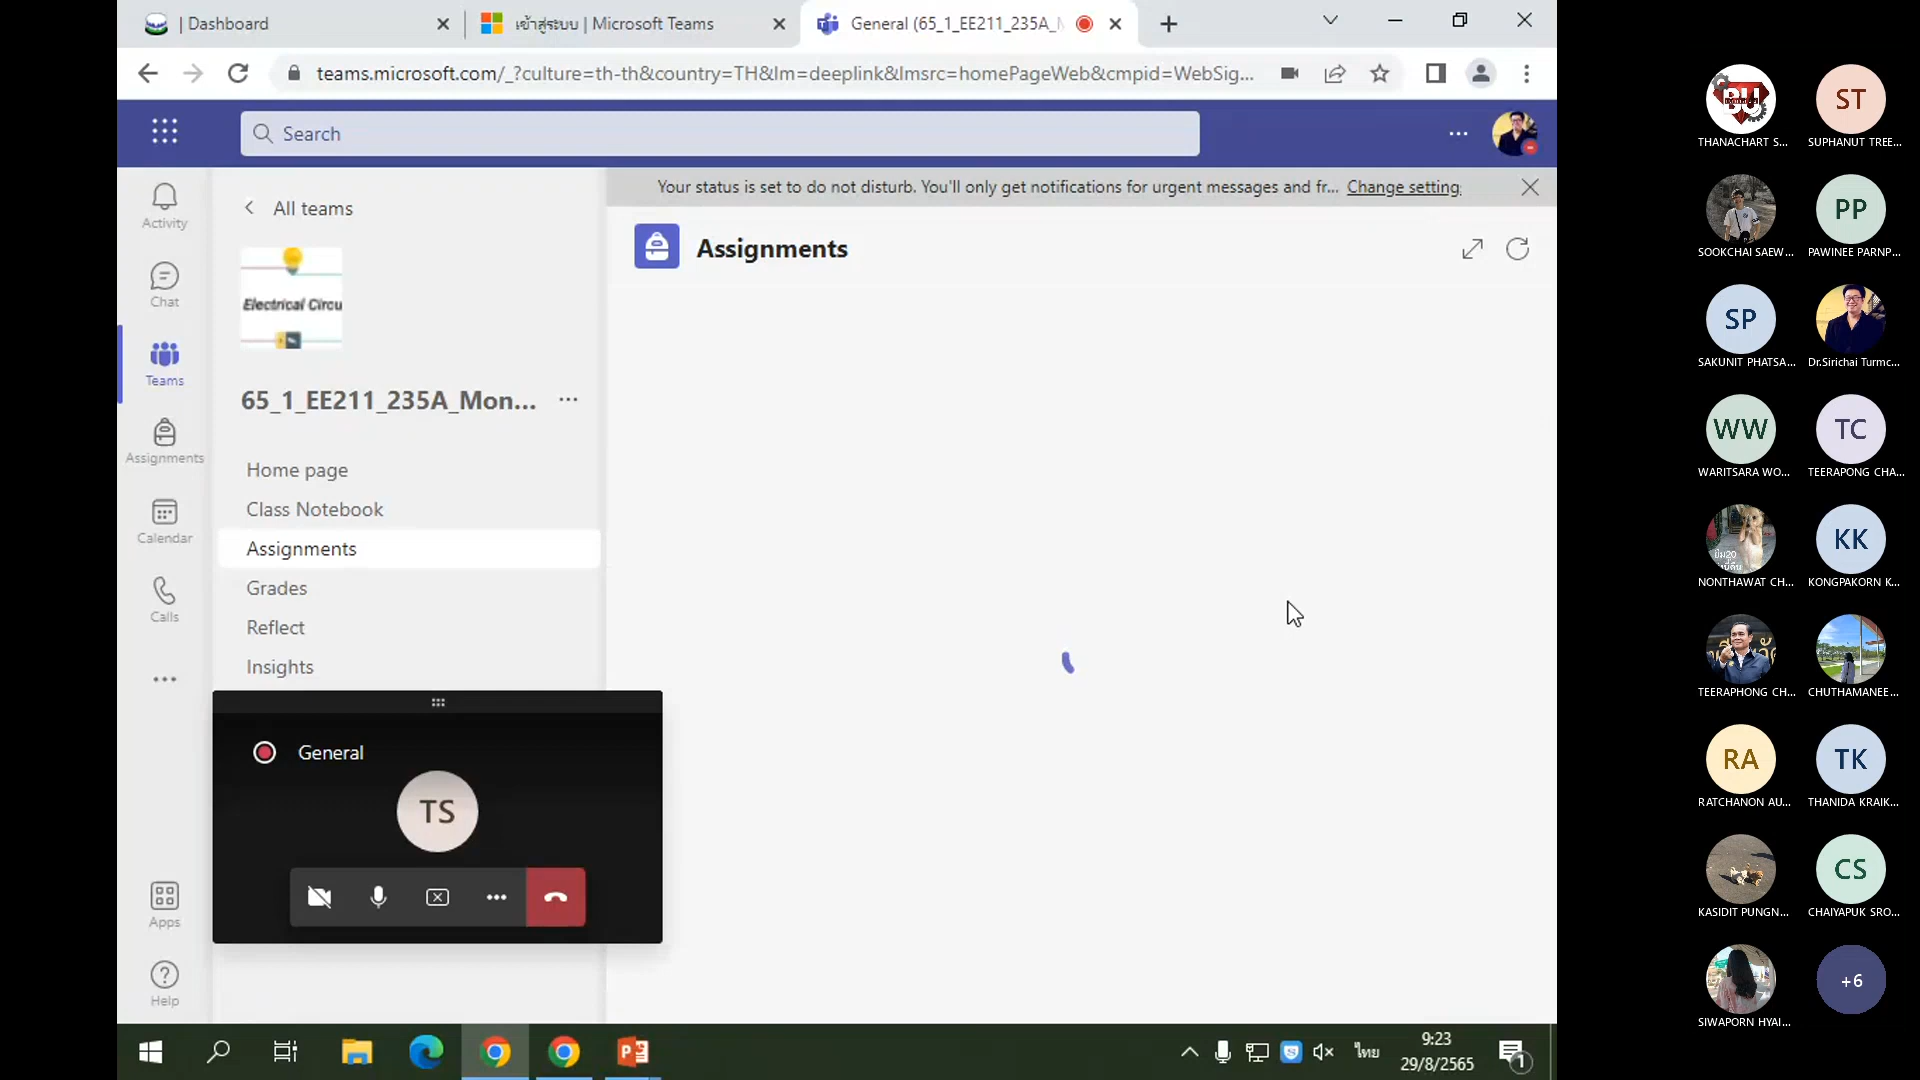 | Dashboard
เข้าสู่ระบบ | Microsoft Teams
General (65_1_EE211_235A_
teams.microsoft.com/_?culture=th-th&country=TH&lm=deeplink&lmsrc=homePageWeb&cmpid=WebSig...
Search
Your status is set to do not disturb. You'll only get notifications for urgent messages and fr... Change setting
Activity
Chat
Teams
Assignments
Calendar
Calls
Apps
Help
All teams
Electrical Circu
65_1_EE211_235A_Mon...
Home page
Class Notebook
Assignments
Grades
Reflect
Insights
Assignments
General
TS
ไทย
9:23
29/8/2565
1
BU
ST
THANACHART S...
SUPHANUT TREE...
PP
SOOKCHAI SAEW...
PAWINEE PARNP...
SP
SAKUNIT PHATSA...
Dr.Sirichai Turmc...
WW
TC
WARITSARA WO...
TEERAPONG CHA...
KK
NONTHAWAT CH...
KONGPAKORN K...
TEERAPHONG CH...
CHUTHAMANEE...
RA
TK
RATCHANON AU...
THANIDA KRAIK...
CS
KASIDIT PUNGN...
CHAIYAPUK SRO...
+6
SIWAPORN HYAI...